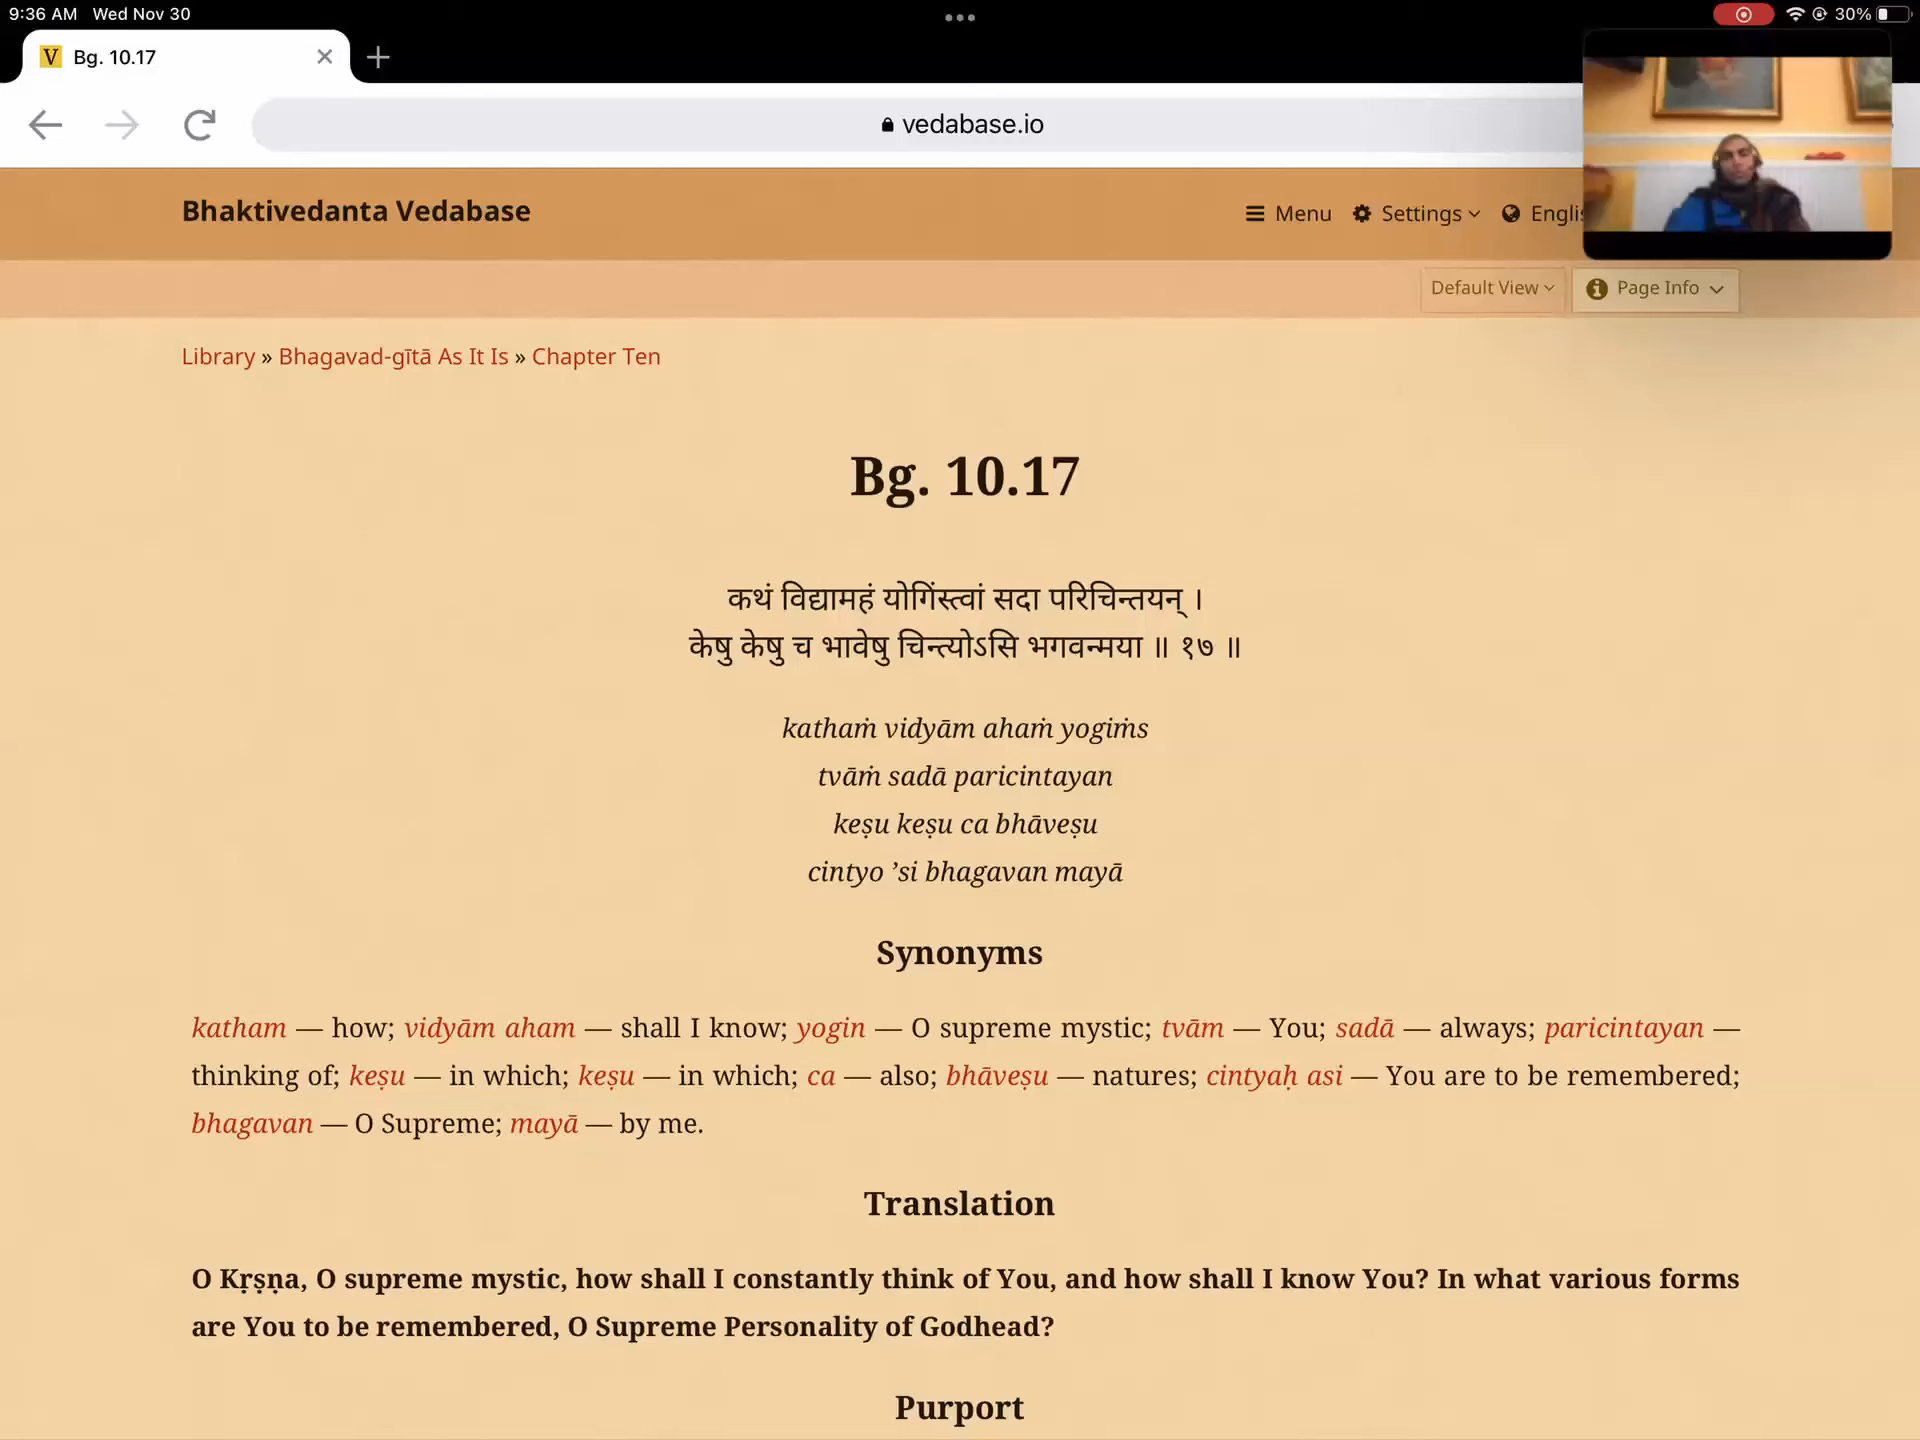 9:36 AM Wed Nov 30
30%
Bg. 10.17
vedabase.io
Bhaktivedanta Vedabase
Menu Settings
Default View Page Info
Library » Bhagavad-gītā As It Is » Chapter Ten
Bg. 10.17
कथं विद्यामहं योगिंस्त्वां सदा परिचिन्तयन् ।
केषु केषु च भावेषु चिन्त्योऽसि भगवन्मया ॥ १७ ॥
kathaṁ vidyām ahaṁ yogiṁs
tvāṁ sadā paricintayan
keṣu keṣu ca bhāveṣu
cintyo ’si bhagavan mayā
Synonyms
katham — how; vidyām aham — shall I know; yogin — O supreme mystic; tvām — You; sadā — always; paricintayan —
thinking of; keṣu — in which; keṣu — in which; ca — also; bhāveṣu — natures; cintyaḥ asi — You are to be remembered;
bhagavan — O Supreme; mayā — by me.
Translation
O Kṛṣṇa, O supreme mystic, how shall I constantly think of You, and how shall I know You? In what various forms
are You to be remembered, O Supreme Personality of Godhead?
Purport